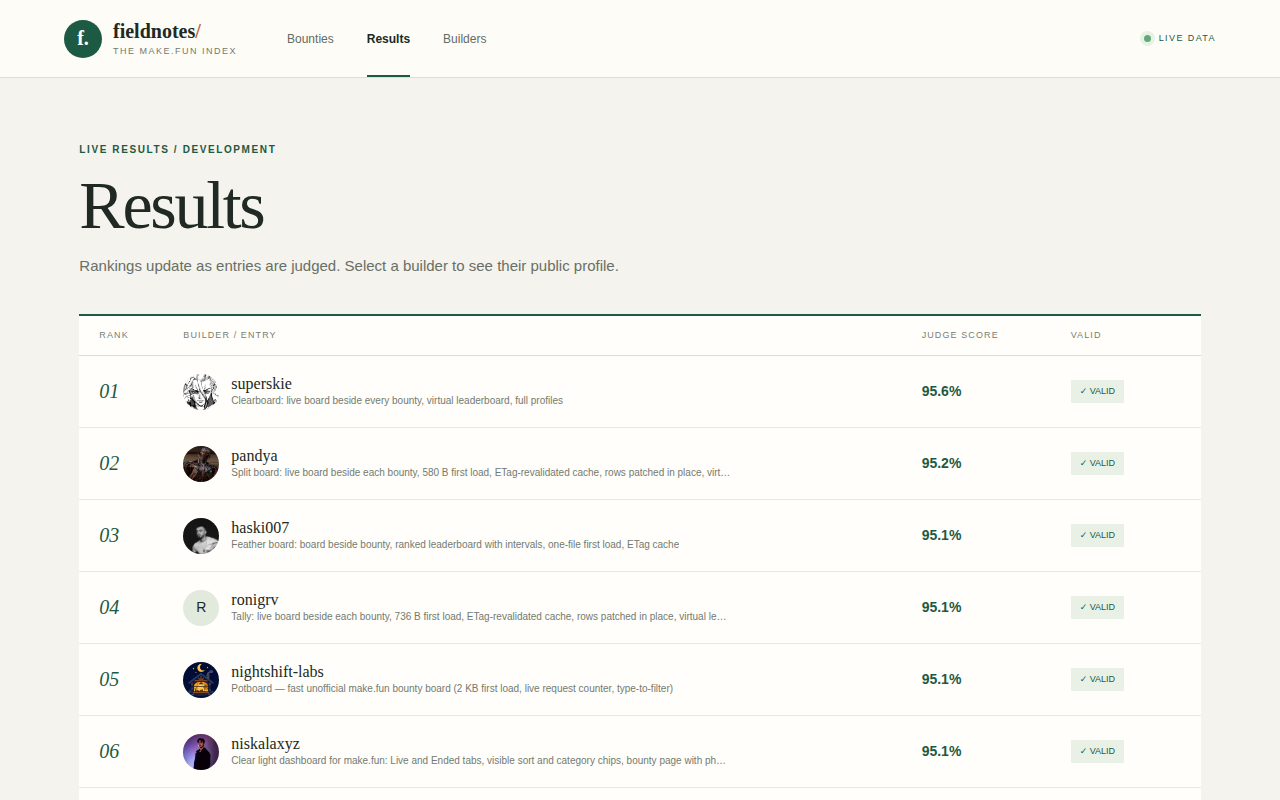 f.
fieldnotes/
THE MAKE.FUN INDEX
Bounties
Results
Builders
LIVE DATA
LIVE RESULTS / DEVELOPMENT
Results
Rankings update as entries are judged. Select a builder to see their public profile.
RANK
BUILDER / ENTRY
JUDGE SCORE
VALID
01
superskie
Clearboard: live board beside every bounty, virtual leaderboard, full profiles
95.6%
✓ VALID
02
pandya
Split board: live board beside each bounty, 580 B first load, ETag-revalidated cache, rows patched in place, virt…
95.2%
✓ VALID
03
haski007
Feather board: board beside bounty, ranked leaderboard with intervals, one-file first load, ETag cache
95.1%
✓ VALID
04
R
ronigrv
Tally: live board beside each bounty, 736 B first load, ETag-revalidated cache, rows patched in place, virtual le…
95.1%
✓ VALID
05
nightshift-labs
Potboard — fast unofficial make.fun bounty board (2 KB first load, live request counter, type-to-filter)
95.1%
✓ VALID
06
niskalaxyz
Clear light dashboard for make.fun: Live and Ended tabs, visible sort and category chips, bounty page with ph…
95.1%
✓ VALID